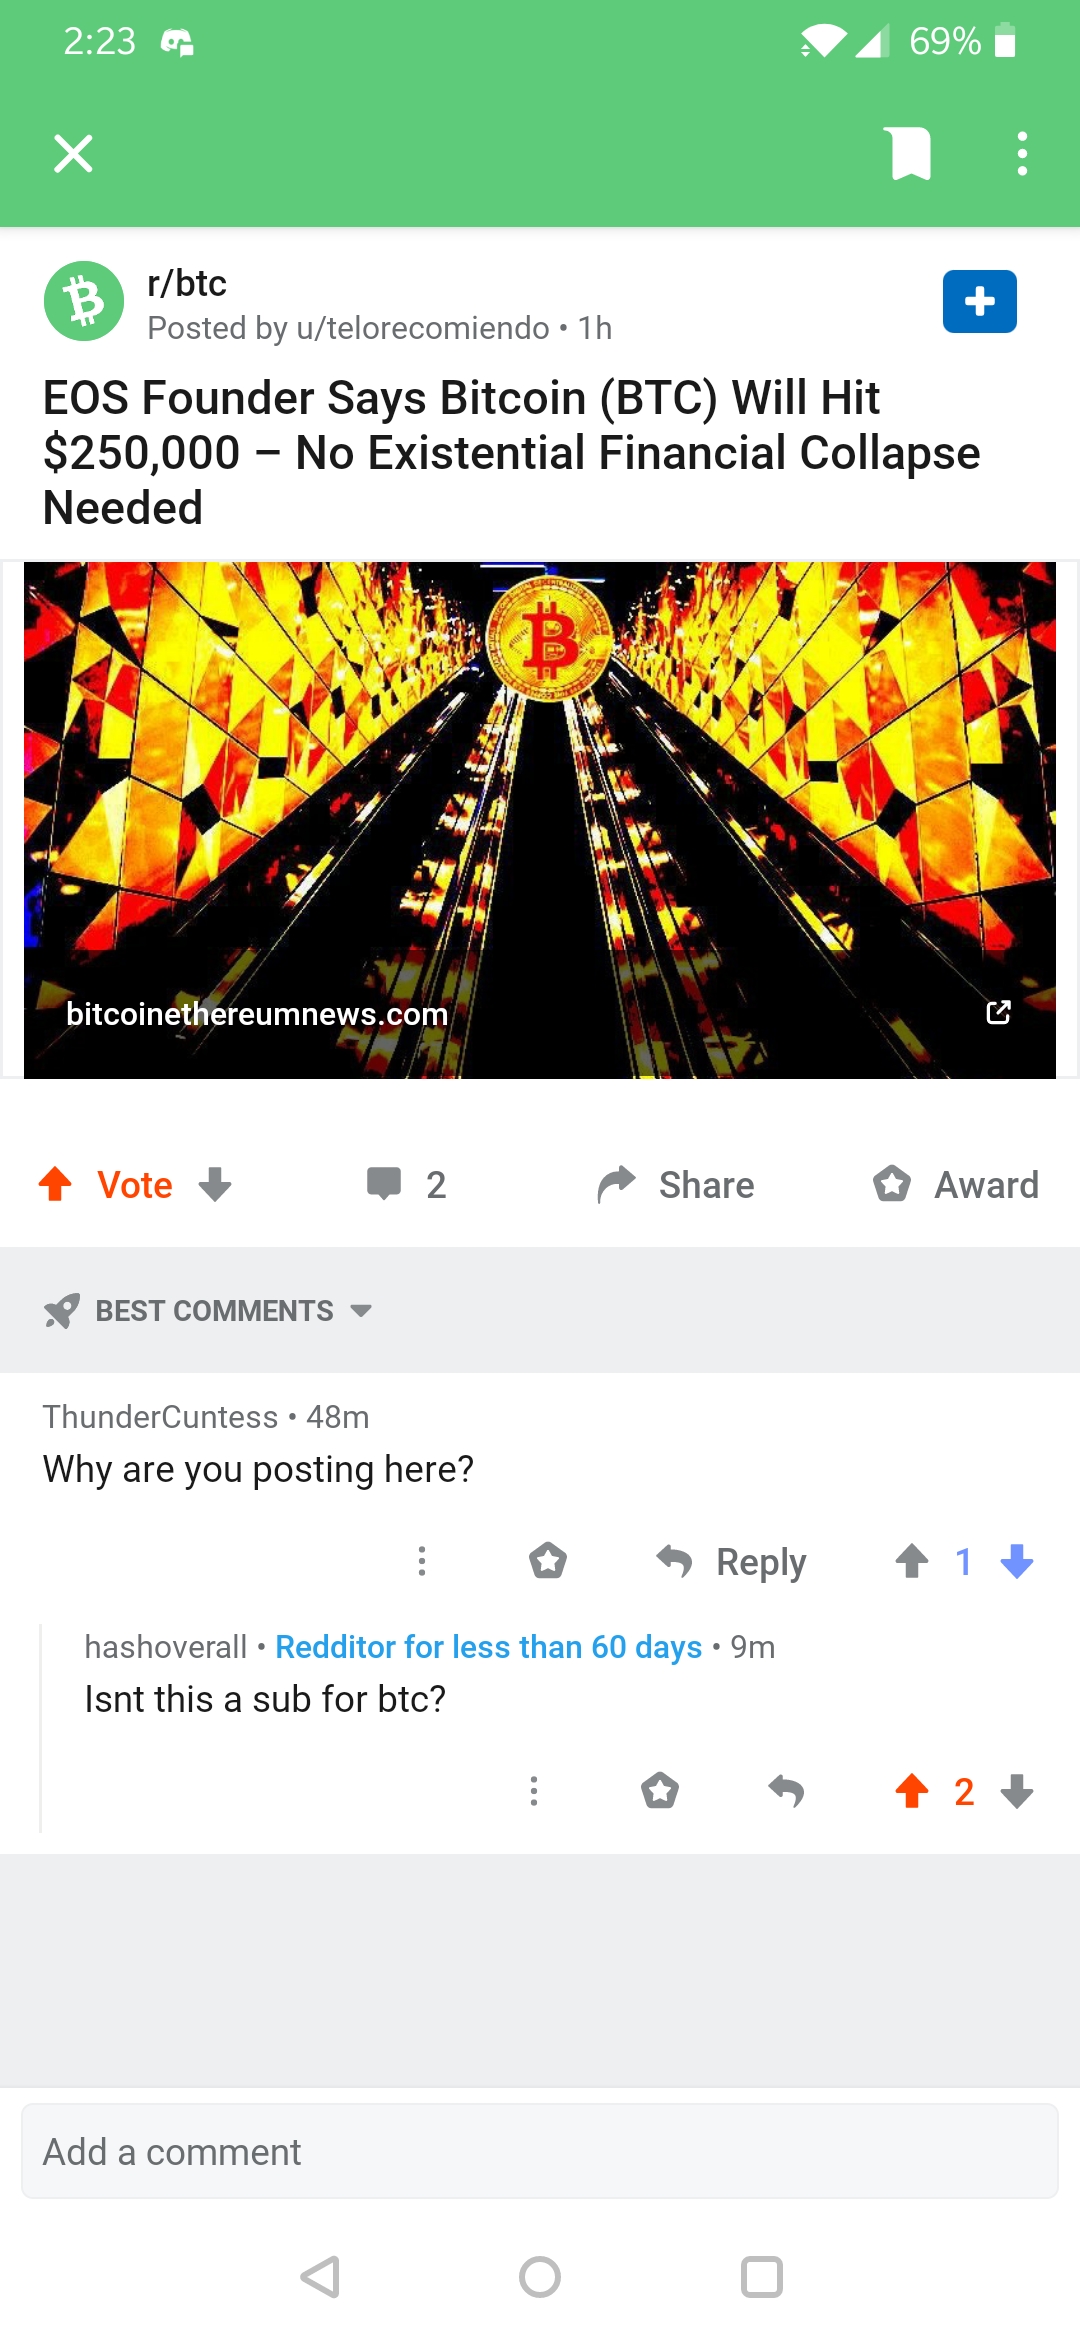 2:23
69%
r/btc
Posted by u/telorecomiendo • 1h
EOS Founder Says Bitcoin (BTC) Will Hit
$250,000 – No Existential Financial Collapse
Needed
bitcoinethereumnews.com
Vote
2
Share
Award
BEST COMMENTS
ThunderCuntess • 48m
Why are you posting here?
Reply
1
hashoverall • Redditor for less than 60 days • 9m
Isnt this a sub for btc?
2
Add a comment